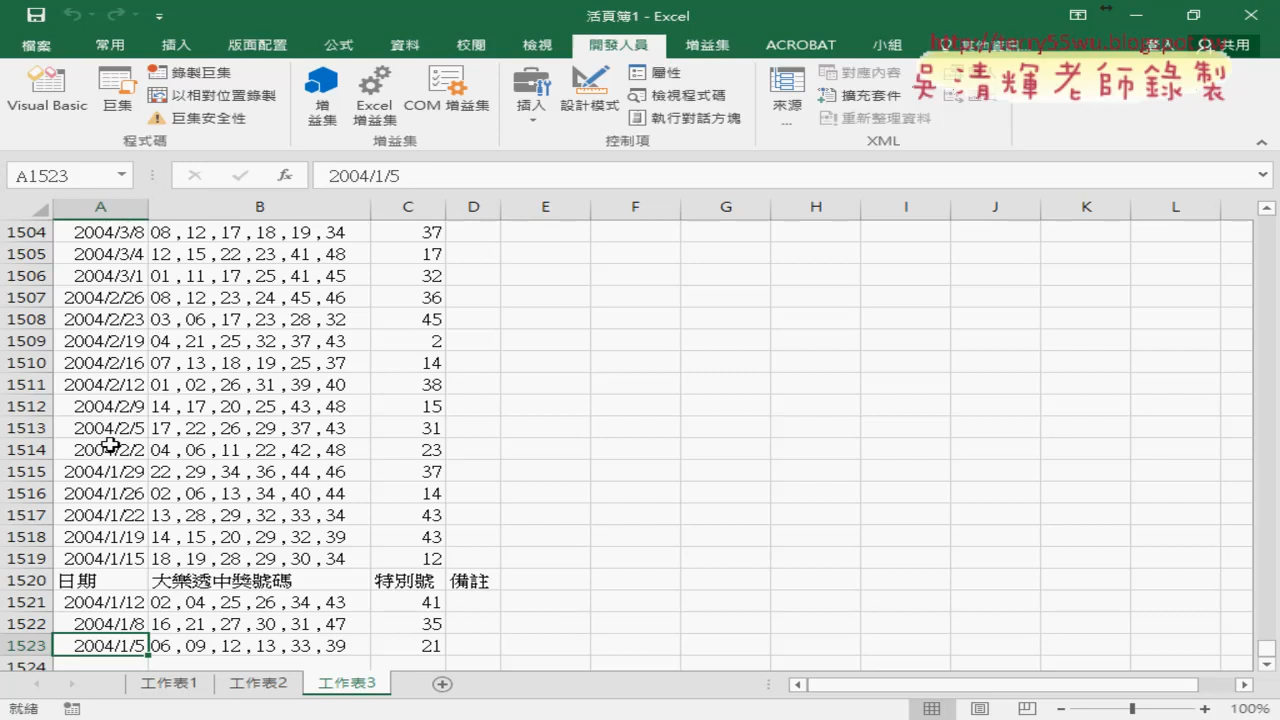 活頁簿1 - Excel
檔案 常用 插入 版面配置 公式 資料 校閱 檢視 開發人員 增益集 ACROBAT 小組 共用
http://terry55wu.blogspot.tw
吳清輝老師錄製
Visual Basic 巨集 錄製巨集 以相對位置錄製 巨集安全性 程式碼
增益集 Excel 增益集 COM 增益集 增益集
插入 設計模式 屬性 檢視程式碼 執行對話方塊 控制項
來源... 對應內容 擴充套件 重新整理資料 XML
A1523 fx 2004/1/5
A B C D E F G H I J K L
1504 2004/3/8 08 , 12 , 17 , 18 , 19 , 34 37
1505 2004/3/4 12 , 15 , 22 , 23 , 41 , 48 17
1506 2004/3/1 01 , 11 , 17 , 25 , 41 , 45 32
1507 2004/2/26 08 , 12 , 23 , 24 , 45 , 46 36
1508 2004/2/23 03 , 06 , 17 , 23 , 28 , 32 45
1509 2004/2/19 04 , 21 , 25 , 32 , 37 , 43 2
1510 2004/2/16 07 , 13 , 18 , 19 , 25 , 37 14
1511 2004/2/12 01 , 02 , 26 , 31 , 39 , 40 38
1512 2004/2/9 14 , 17 , 20 , 25 , 43 , 48 15
1513 2004/2/5 17 , 22 , 26 , 29 , 37 , 43 31
1514 2004/2/2 04 , 06 , 11 , 22 , 42 , 48 23
1515 2004/1/29 22 , 29 , 34 , 36 , 44 , 46 37
1516 2004/1/26 02 , 06 , 13 , 34 , 40 , 44 14
1517 2004/1/22 13 , 28 , 29 , 32 , 33 , 34 43
1518 2004/1/19 14 , 15 , 20 , 29 , 32 , 39 43
1519 2004/1/15 18 , 19 , 28 , 29 , 30 , 34 12
1520 日期 大樂透中獎號碼 特別號 備註
1521 2004/1/12 02 , 04 , 25 , 26 , 34 , 43 41
1522 2004/1/8 16 , 21 , 27 , 30 , 31 , 47 35
1523 2004/1/5 06 , 09 , 12 , 13 , 33 , 39 21
1524
工作表1 工作表2 工作表3
就緒 100%